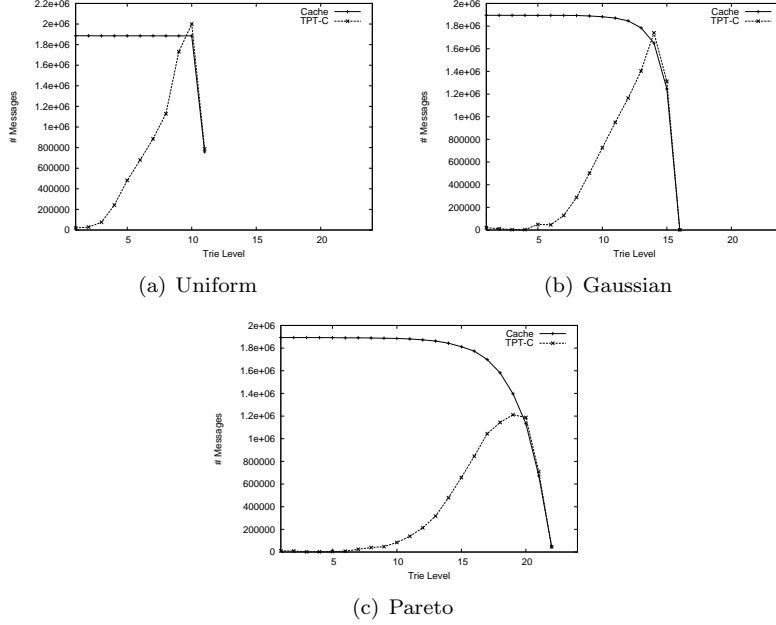 2.2e+06
2e+06
1.8e+06
1.6e+06
1.4e+06
1.2e+06
1e+06
800000
600000
400000
200000
0
# Messages
5 10 15 20
Trie Level
Cache
TPT-C
(a) Uniform
2e+06
1.8e+06
1.6e+06
1.4e+06
1.2e+06
1e+06
800000
600000
400000
200000
0
# Messages
5 10 15 20
Trie Level
Cache
TPT-C
(b) Gaussian
2e+06
1.8e+06
1.6e+06
1.4e+06
1.2e+06
1e+06
800000
600000
400000
200000
0
# Messages
5 10 15 20
Trie Level
Cache
TPT-C
(c) Pareto